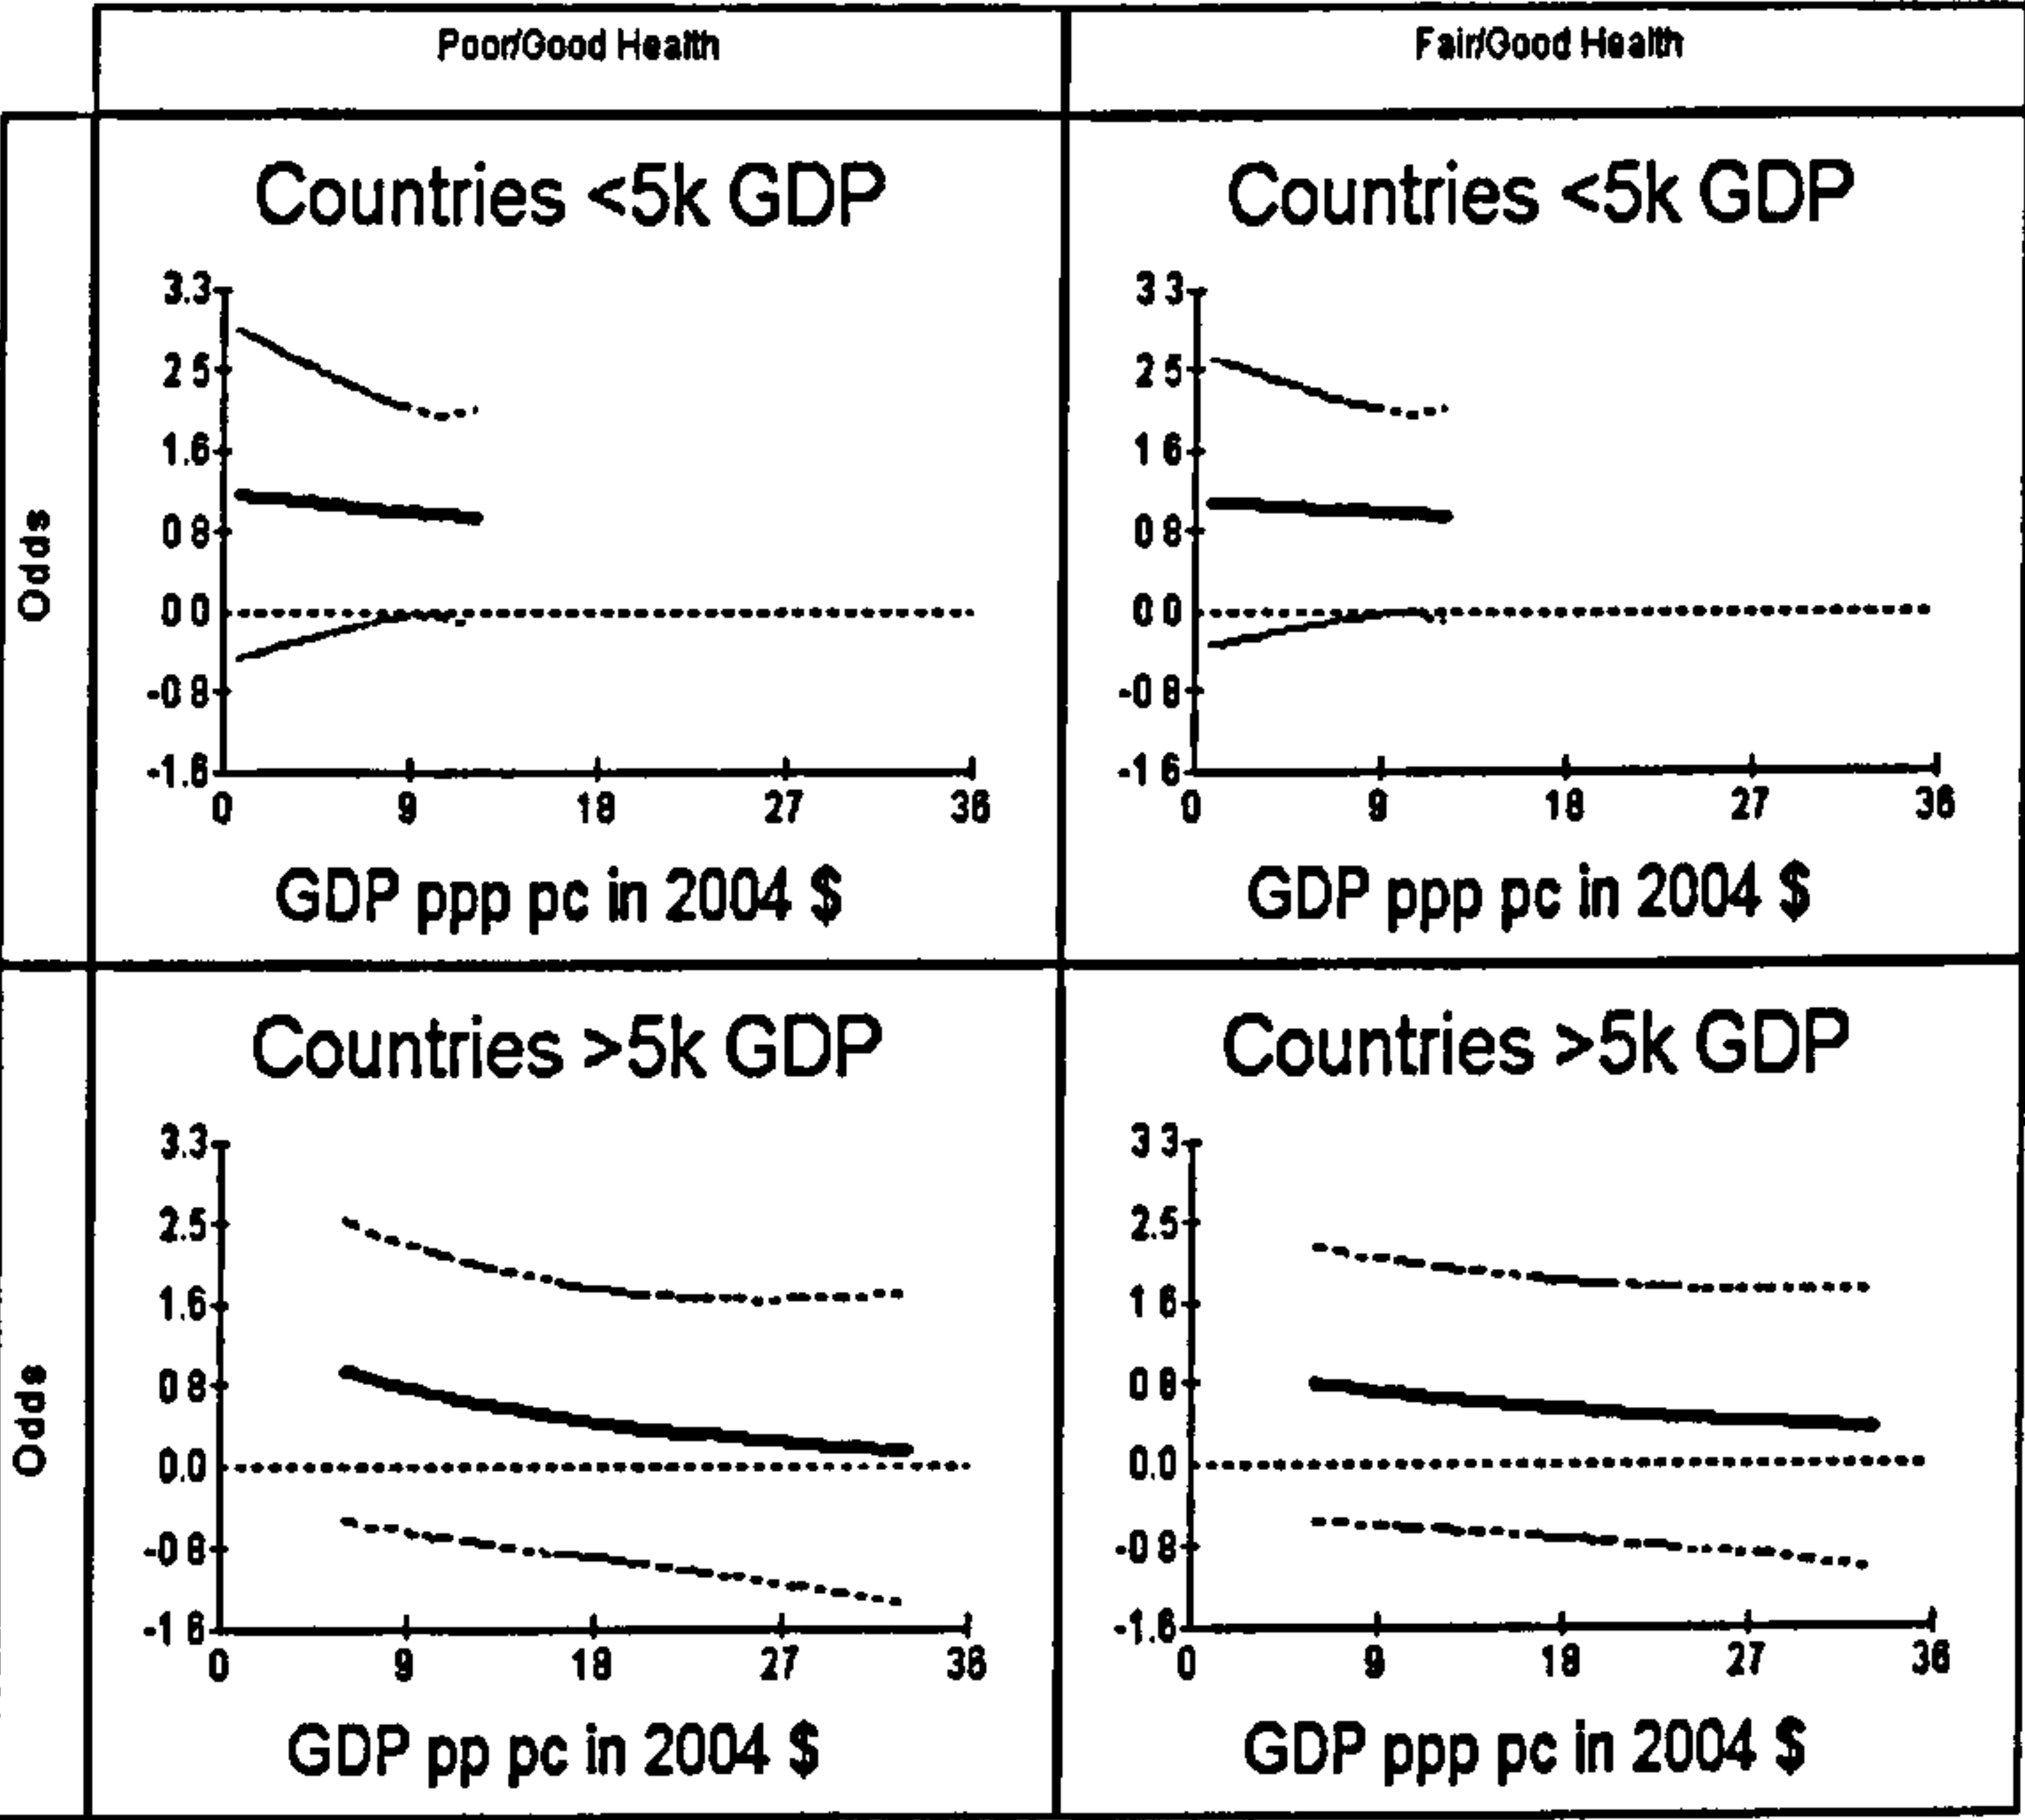 Poor/Good Health
Fair/Good Health
Countries <5k GDP
Odds
3.3
2.5
1.6
0.8
0.0
-0.8
-1.6
0 9 18 27 36
GDP ppp pc in 2004 $
Countries <5k GDP
3.3
2.5
1.6
0.8
0.0
-0.8
-1.6
0 9 18 27 36
GDP ppp pc in 2004 $
Countries >5k GDP
Odds
3.3
2.5
1.6
0.8
0.0
-0.8
-1.6
0 9 18 27 36
GDP pp pc in 2004 $
Countries >5k GDP
3.3
2.5
1.6
0.8
0.0
-0.8
-1.6
0 9 18 27 36
GDP ppp pc in 2004 $